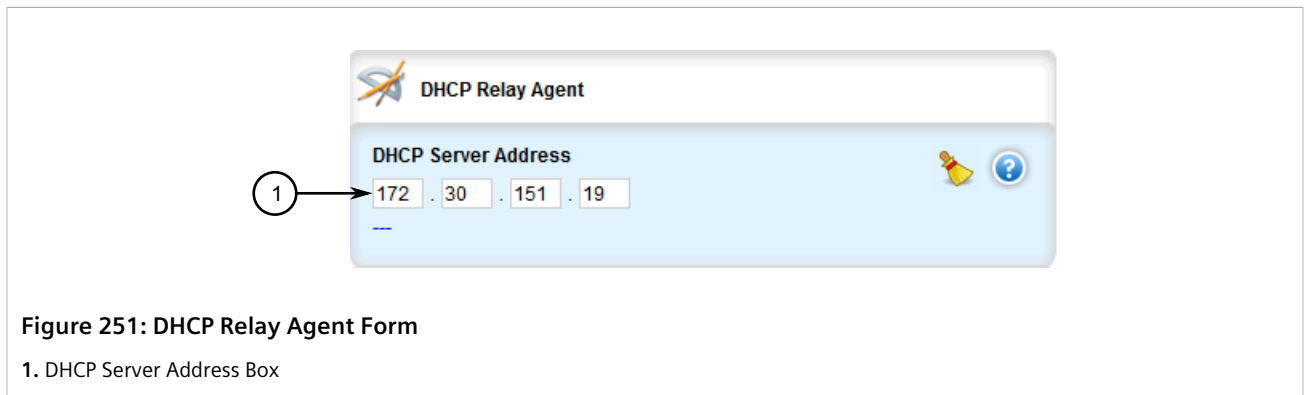 DHCP Relay Agent
DHCP Server Address
1
172 . 30 . 151 . 19
---
Figure 251: DHCP Relay Agent Form
1. DHCP Server Address Box